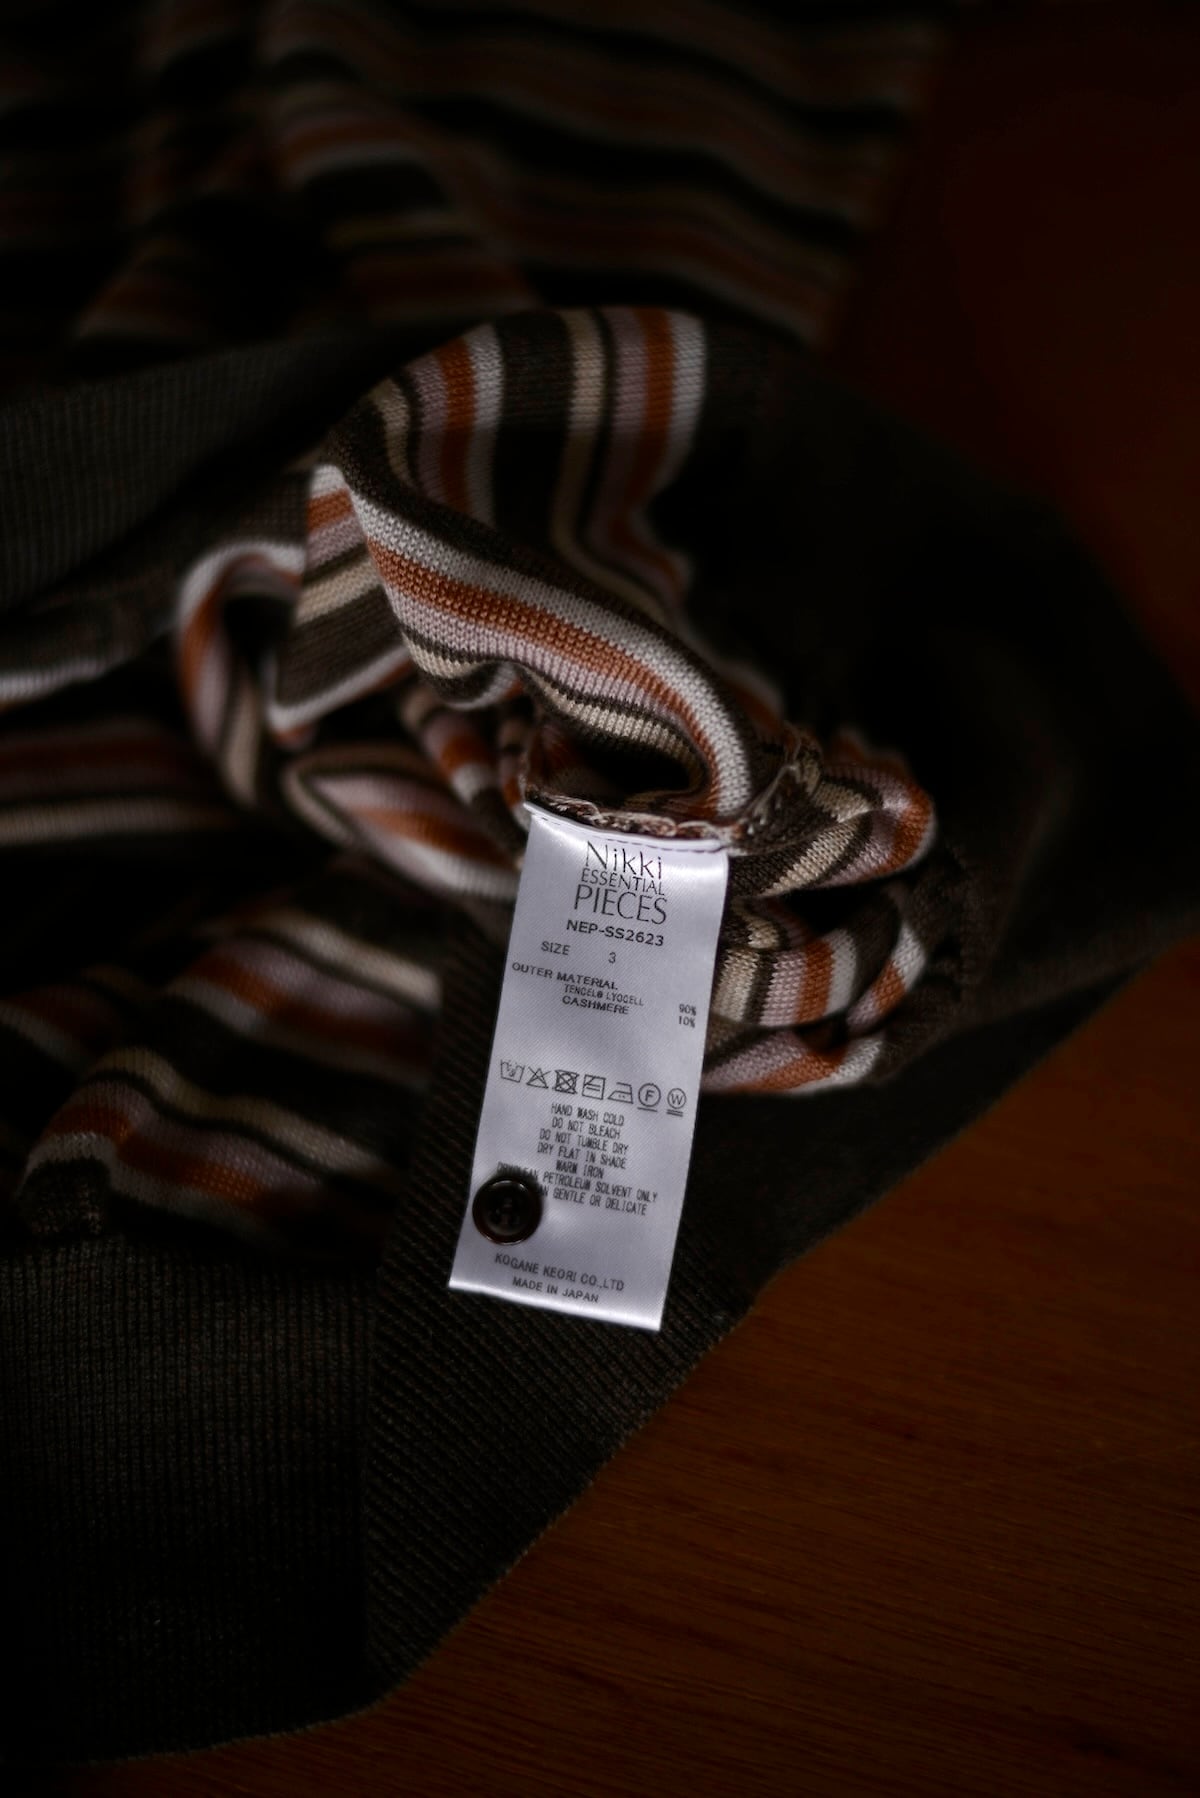 Nikki
ESSENTIAL
PIECES
NEP-SS2623
SIZE 3
OUTER MATERIAL
TENCEL® LYOCELL 90%
CASHMERE 10%
F W
HAND WASH COLD
DO NOT BLEACH
DO NOT TUMBLE DRY
DRY FLAT IN SHADE
WARM IRON
PETROLEUM SOLVENT ONLY
GENTLE OR DELICATE
KOGANE KEORI CO.,LTD
MADE IN JAPAN